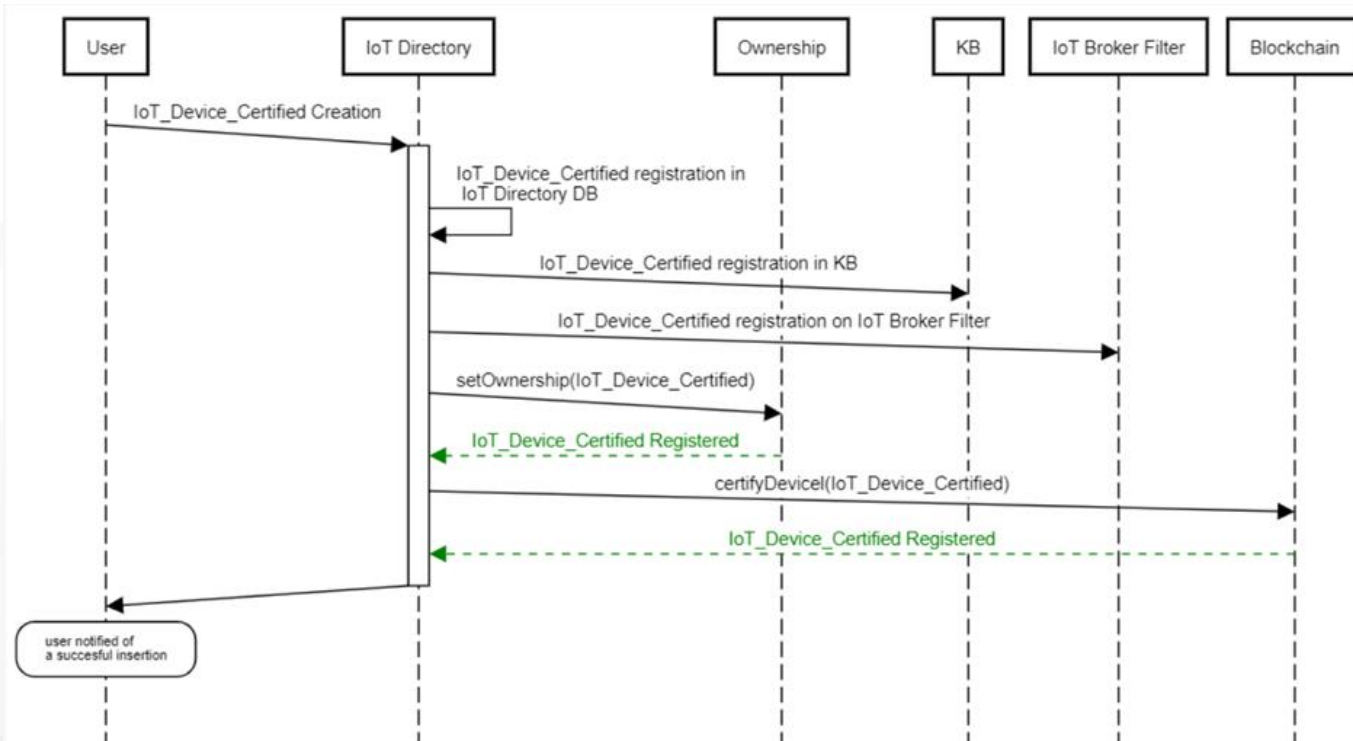 User
IoT Directory
Ownership
KB
IoT Broker Filter
Blockchain
IoT_Device_Certified Creation
IoT_Device_Certified registration in
IoT Directory DB
IoT_Device_Certified registration in KB
IoT_Device_Certified registration on IoT Broker Filter
setOwnership(IoT_Device_Certified)
IoT_Device_Certified Registered
certifyDeviceI(IoT_Device_Certified)
IoT_Device_Certified Registered
user notified of
a succesful insertion